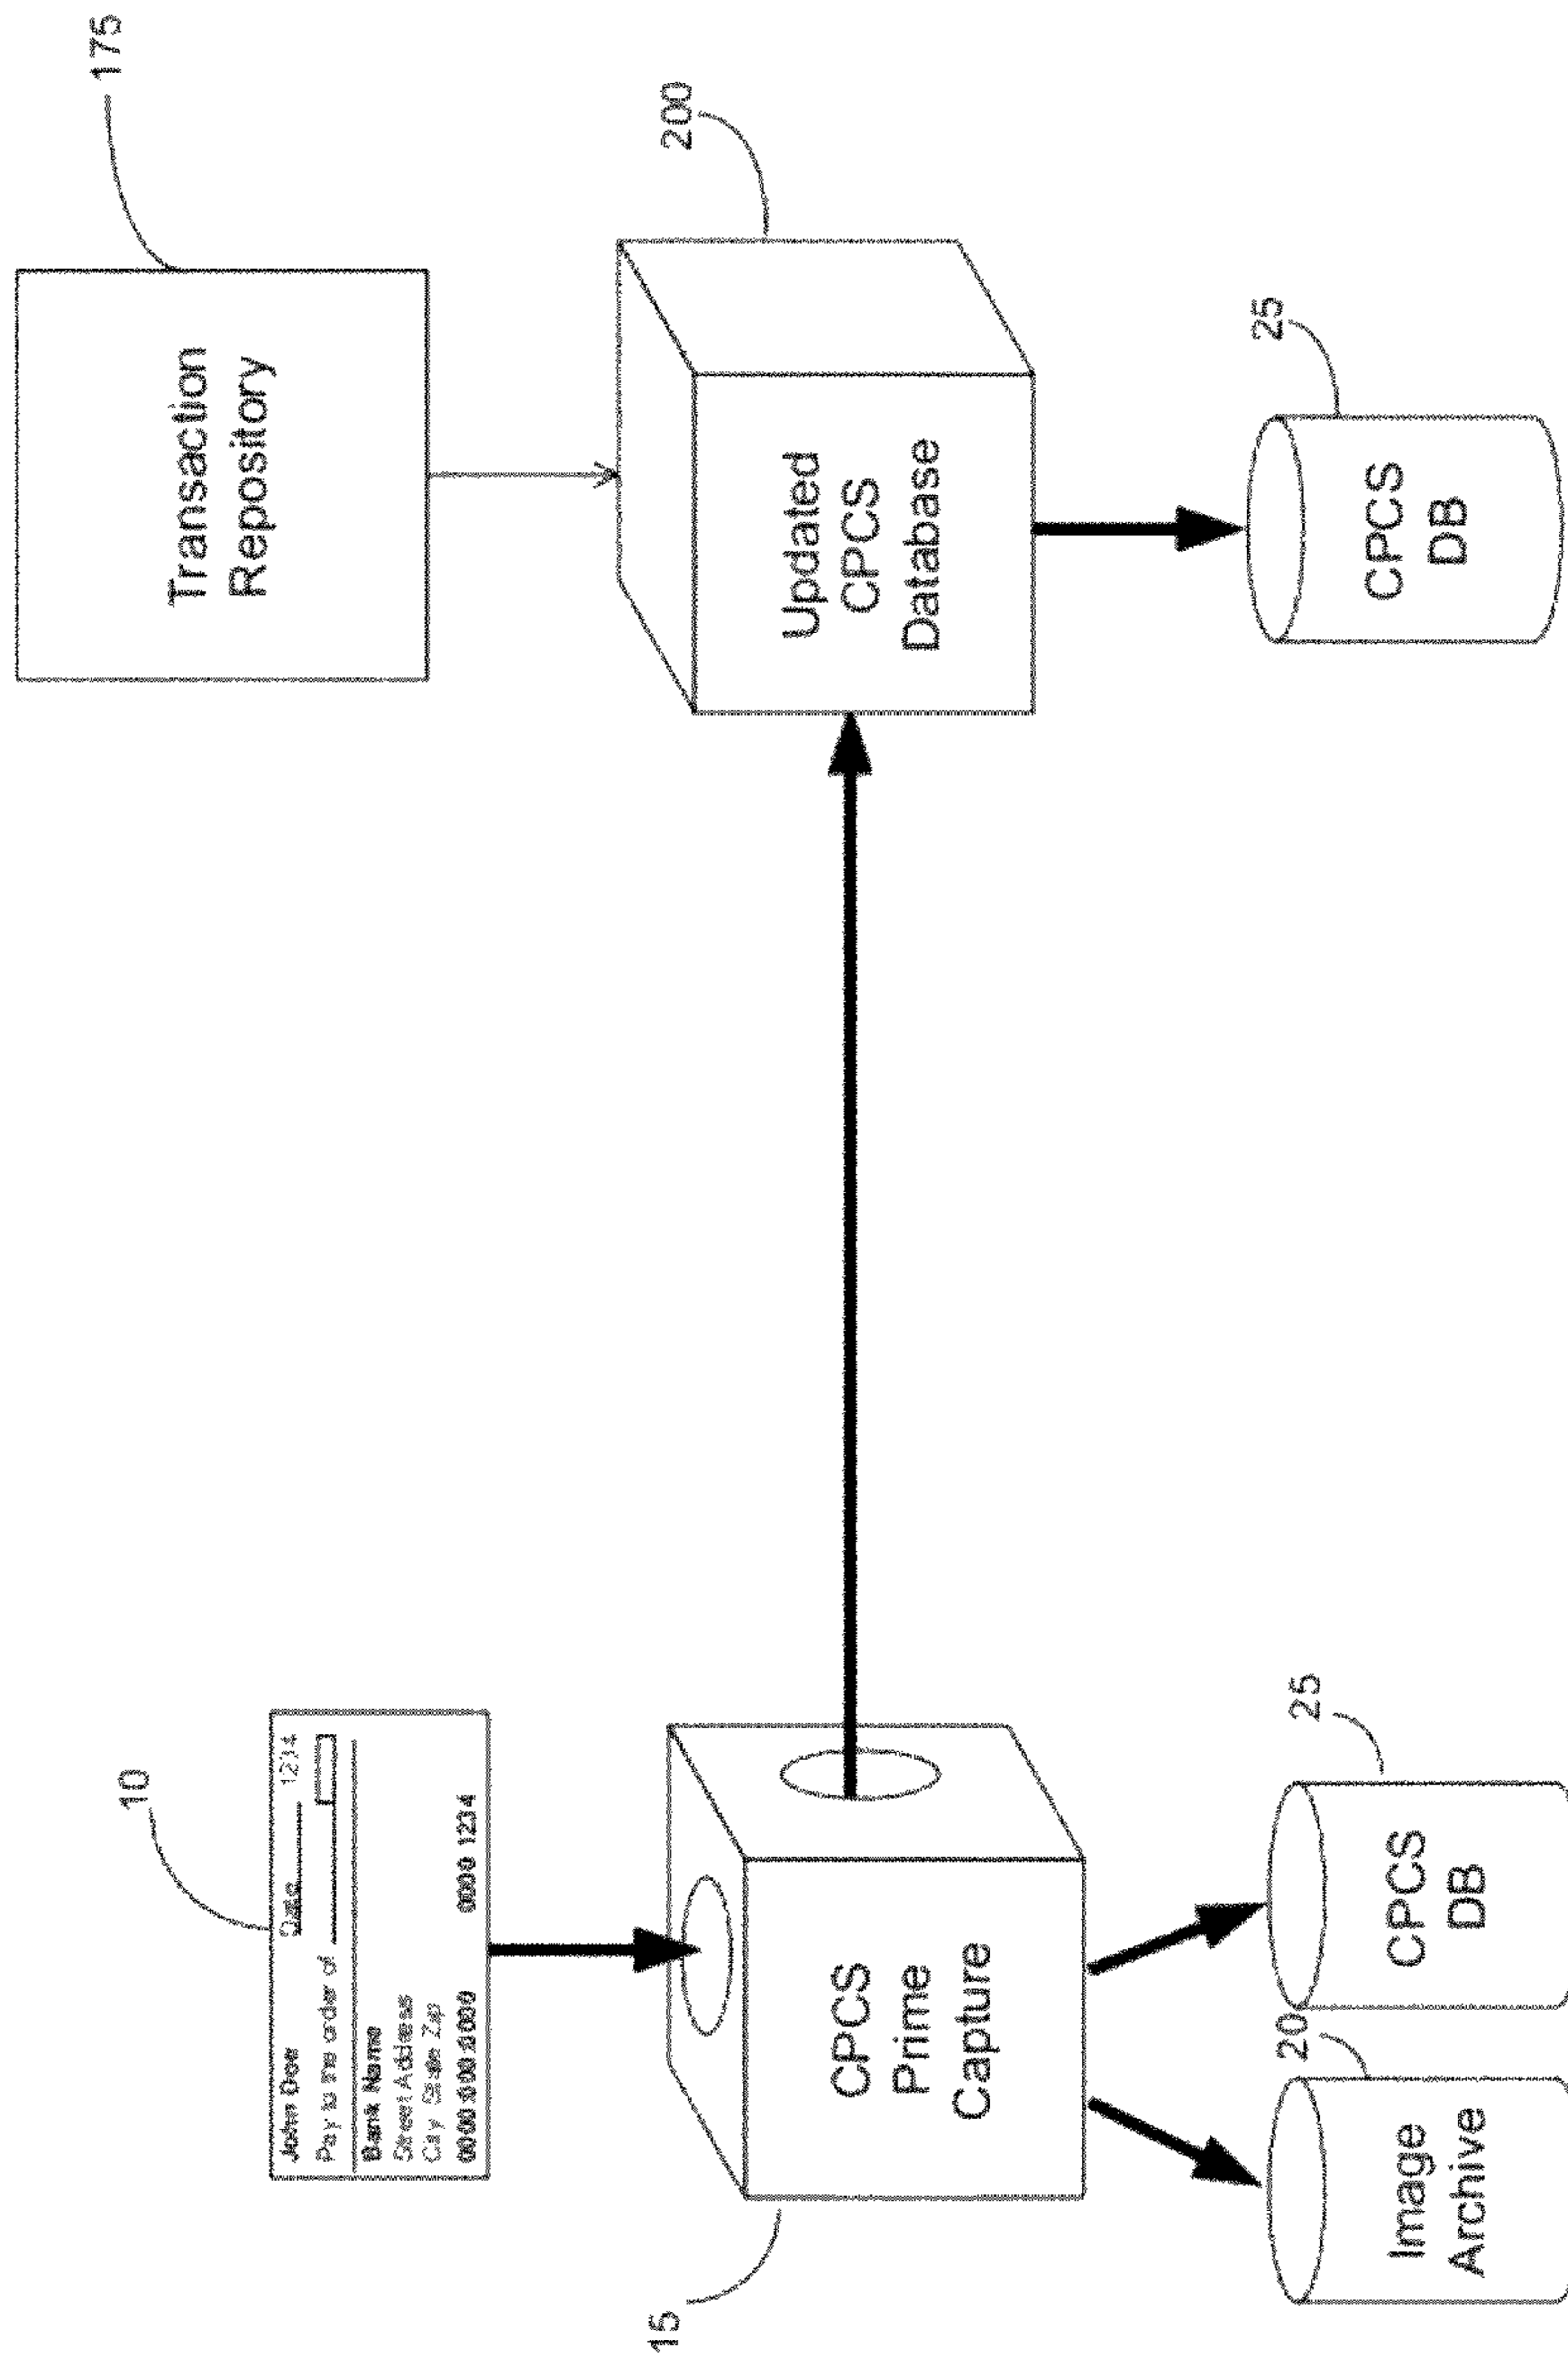 10
John Doe
Date
1234
Pay to the order of
Bank Name
Street Address
City State Zip
0000:000:000
0000 1234
175
Transaction
Repository
15
CPCS
Prime
Capture
200
Updated
CPCS
Database
20
Image
Archive
25
CPCS
DB
25
CPCS
DB